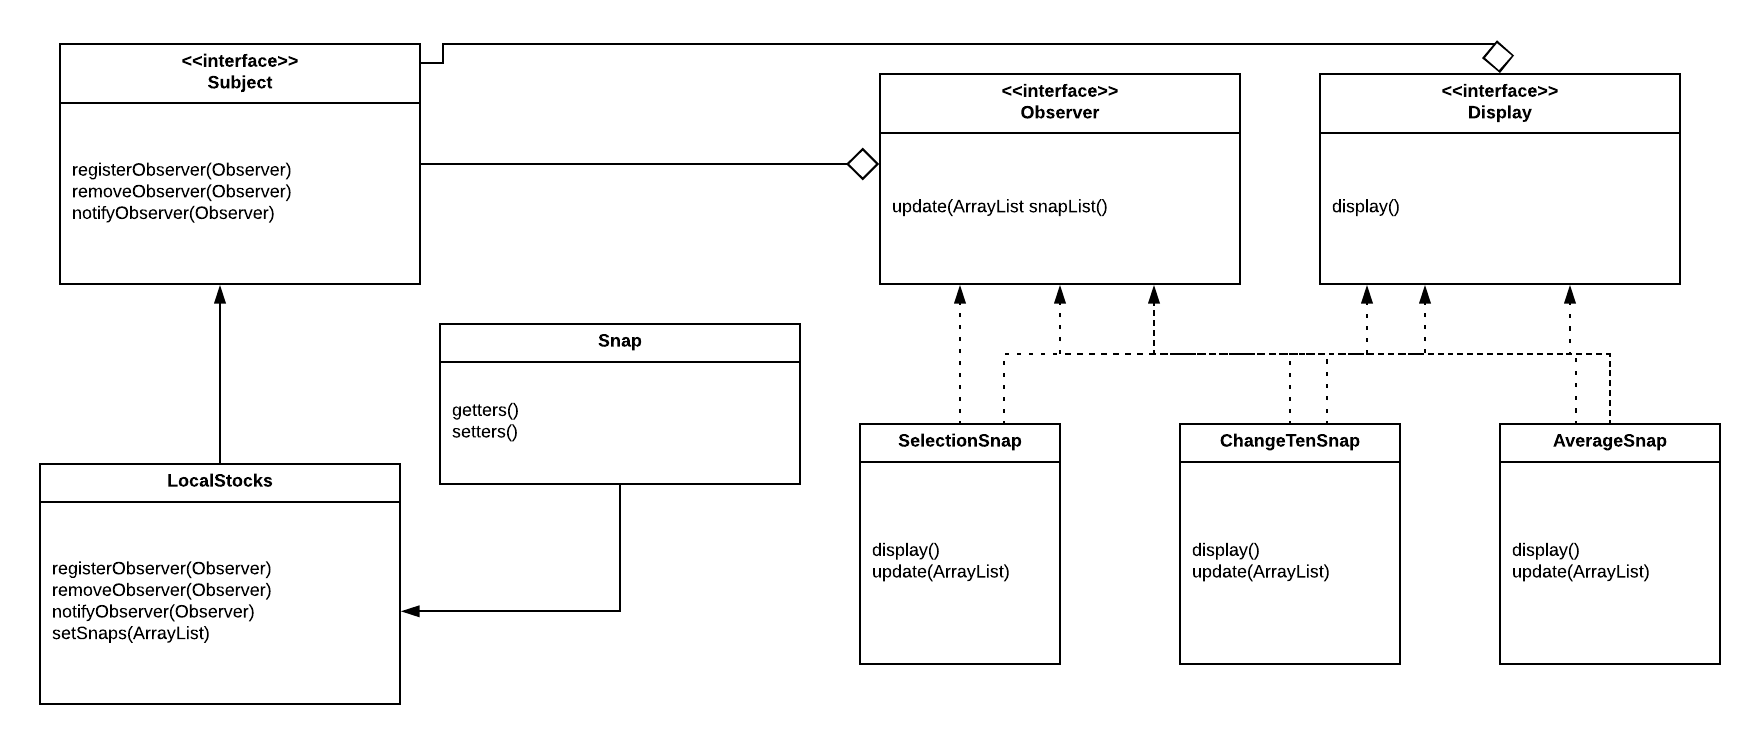 <<interface>>
Subject
registerObserver(Observer)
removeObserver(Observer)
notifyObserver(Observer)
<<interface>>
Observer
update(ArrayList snapList()
<<interface>>
Display
display()
Snap
getters()
setters()
LocalStocks
registerObserver(Observer)
removeObserver(Observer)
notifyObserver(Observer)
setSnaps(ArrayList)
SelectionSnap
display()
update(ArrayList)
ChangeTenSnap
display()
update(ArrayList)
AverageSnap
display()
update(ArrayList)